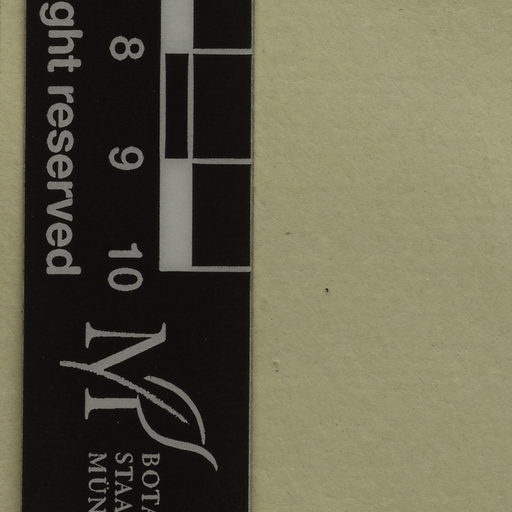 ght reserved
8
9
10
BOTA
STAA
MÜN